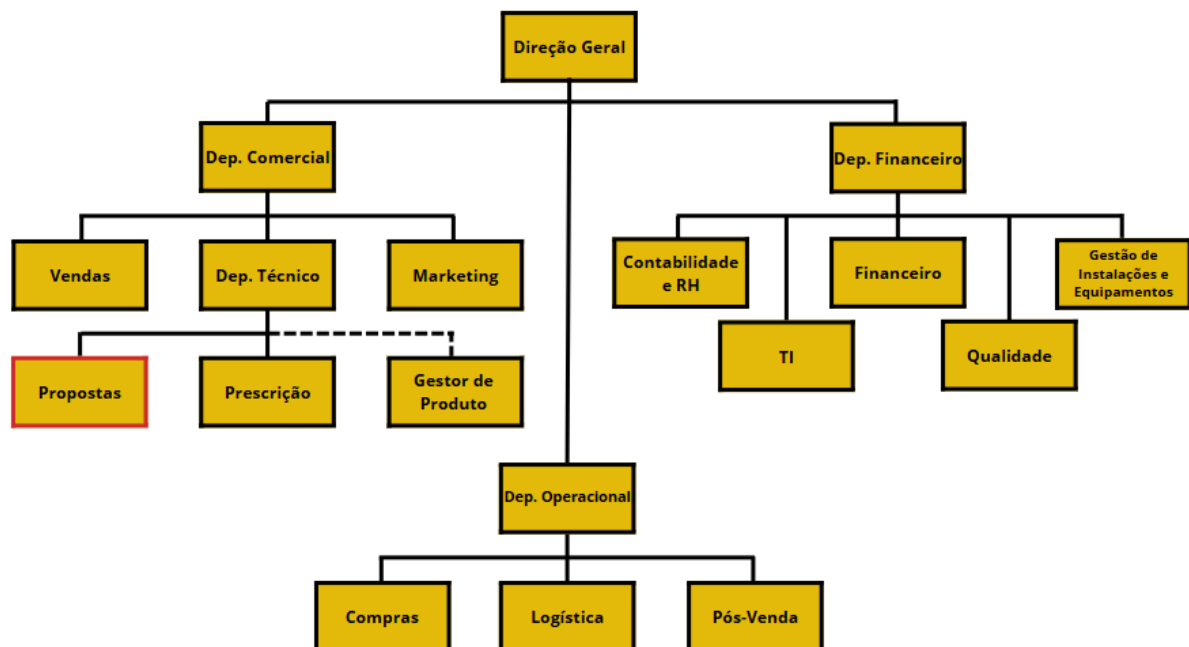 Direção Geral
Dep. Comercial
Dep. Financeiro
Vendas
Dep. Técnico
Marketing
Contabilidade
e RH
Financeiro
Gestão de
Instalações e
Equipamentos
TI
Qualidade
Propostas
Prescrição
Gestor de
Produto
Dep. Operacional
Compras
Logística
Pós-Venda